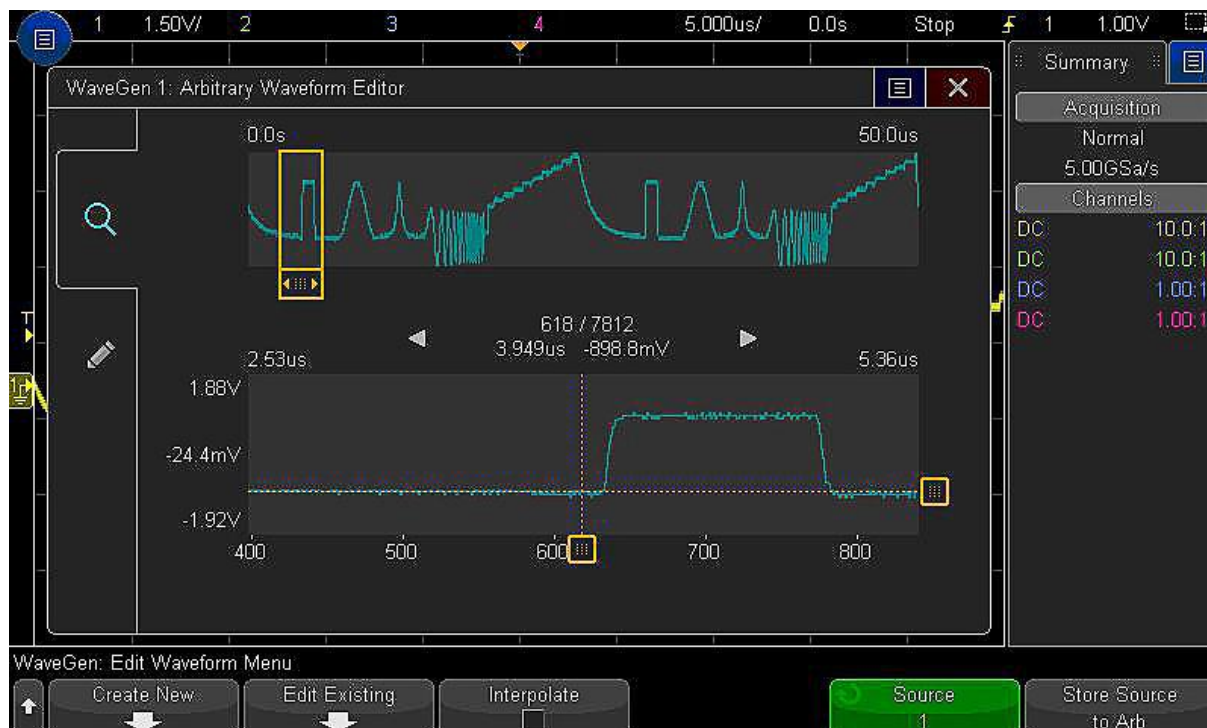 1 1.50V/ 2 3 4 5.000us/ 0.0s Stop 1 1.00V
Summary
WaveGen 1: Arbitrary Waveform Editor
Acquisition
Normal
5.00GSa/s
Channels
DC 10.0:1
DC 10.0:1
DC 1.00:1
DC 1.00:1
0.0s 50.0us
618 / 7812
3.949us -898.8mV
2.53us 5.36us
1.88V
-24.4mV
-1.92V
400 500 600 700 800
T
1
WaveGen: Edit Waveform Menu
Create New Edit Existing Interpolate Source Store Source
1 to Arb